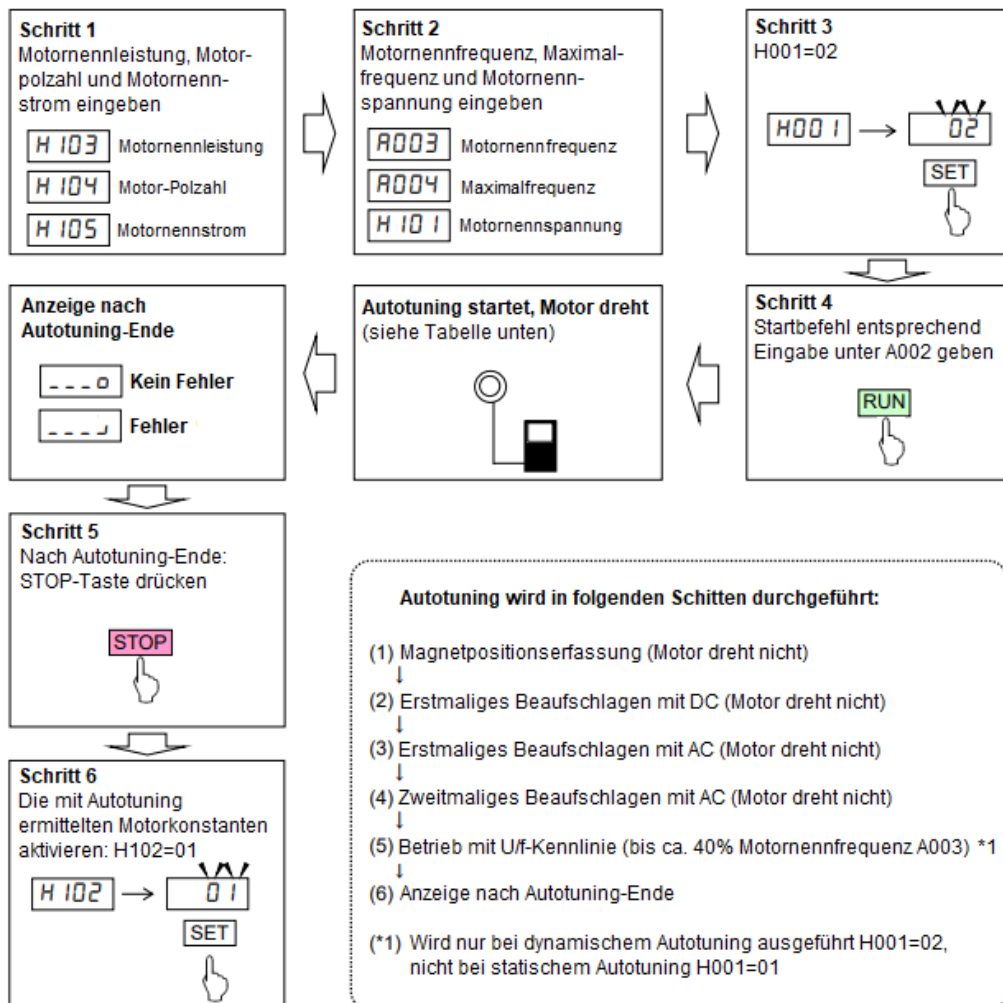 Schritt 1
Motornennleistung, Motor-
polzahl und Motornenn-
strom eingeben
H103 Motornennleistung
H104 Motor-Polzahl
H105 Motornennstrom
Schritt 2
Motornennfrequenz, Maximal-
frequenz und Motornenn-
spannung eingeben
A003 Motornennfrequenz
A004 Maximalfrequenz
H101 Motornennspannung
Schritt 3
H001=02
H001 → 02
SET
Schritt 4
Startbefehl entsprechend
Eingabe unter A002 geben
RUN
Autotuning startet, Motor dreht
(siehe Tabelle unten)
Anzeige nach
Autotuning-Ende
_ _ _ o Kein Fehler
_ _ _ ┘ Fehler
Schritt 5
Nach Autotuning-Ende:
STOP-Taste drücken
STOP
Schritt 6
Die mit Autotuning
ermittelten Motorkonstanten
aktivieren: H102=01
H102 → 01
SET
Autotuning wird in folgenden Schitten durchgeführt:
(1) Magnetpositionserfassung (Motor dreht nicht)
↓
(2) Erstmaliges Beaufschlagen mit DC (Motor dreht nicht)
↓
(3) Erstmaliges Beaufschlagen mit AC (Motor dreht nicht)
↓
(4) Zweitmaliges Beaufschlagen mit AC (Motor dreht nicht)
↓
(5) Betrieb mit U/f-Kennlinie (bis ca. 40% Motornennfrequenz A003) *1
↓
(6) Anzeige nach Autotuning-Ende
(*1) Wird nur bei dynamischem Autotuning ausgeführt H001=02,
nicht bei statischem Autotuning H001=01